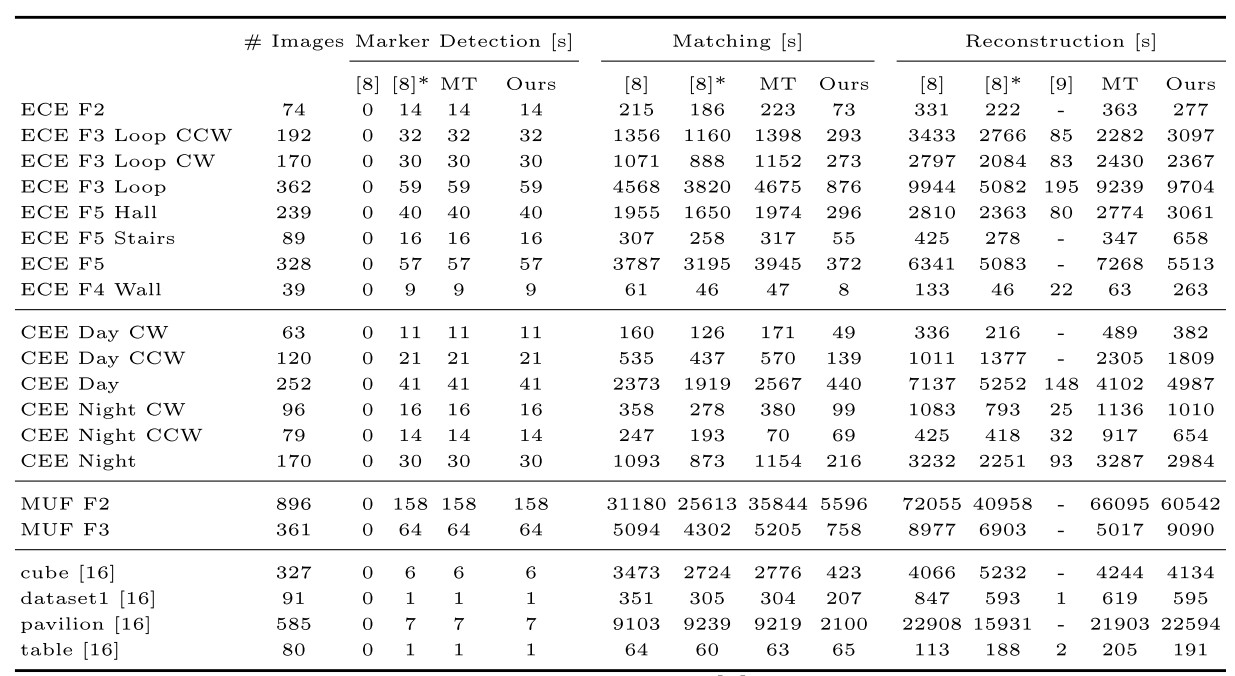 # Images Marker Detection [s] Matching [s] Reconstruction [s]
[8] [8]* MT Ours [8] [8]* MT Ours [8] [8]* [9] MT Ours
ECE F2 74 0 14 14 14 215 186 223 73 331 222 - 363 277
ECE F3 Loop CCW 192 0 32 32 32 1356 1160 1398 293 3433 2766 85 2282 3097
ECE F3 Loop CW 170 0 30 30 30 1071 888 1152 273 2797 2084 83 2430 2367
ECE F3 Loop 362 0 59 59 59 4568 3820 4675 876 9944 5082 195 9239 9704
ECE F5 Hall 239 0 40 40 40 1955 1650 1974 296 2810 2363 80 2774 3061
ECE F5 Stairs 89 0 16 16 16 307 258 317 55 425 278 - 347 658
ECE F5 328 0 57 57 57 3787 3195 3945 372 6341 5083 - 7268 5513
ECE F4 Wall 39 0 9 9 9 61 46 47 8 133 46 22 63 263
CEE Day CW 63 0 11 11 11 160 126 171 49 336 216 - 489 382
CEE Day CCW 120 0 21 21 21 535 437 570 139 1011 1377 - 2305 1809
CEE Day 252 0 41 41 41 2373 1919 2567 440 7137 5252 148 4102 4987
CEE Night CW 96 0 16 16 16 358 278 380 99 1083 793 25 1136 1010
CEE Night CCW 79 0 14 14 14 247 193 70 69 425 418 32 917 654
CEE Night 170 0 30 30 30 1093 873 1154 216 3232 2251 93 3287 2984
MUF F2 896 0 158 158 158 31180 25613 35844 5596 72055 40958 - 66095 60542
MUF F3 361 0 64 64 64 5094 4302 5205 758 8977 6903 - 5017 9090
cube [16] 327 0 6 6 6 3473 2724 2776 423 4066 5232 - 4244 4134
dataset1 [16] 91 0 1 1 1 351 305 304 207 847 593 1 619 595
pavilion [16] 585 0 7 7 7 9103 9239 9219 2100 22908 15931 - 21903 22594
table [16] 80 0 1 1 1 64 60 63 65 113 188 2 205 191